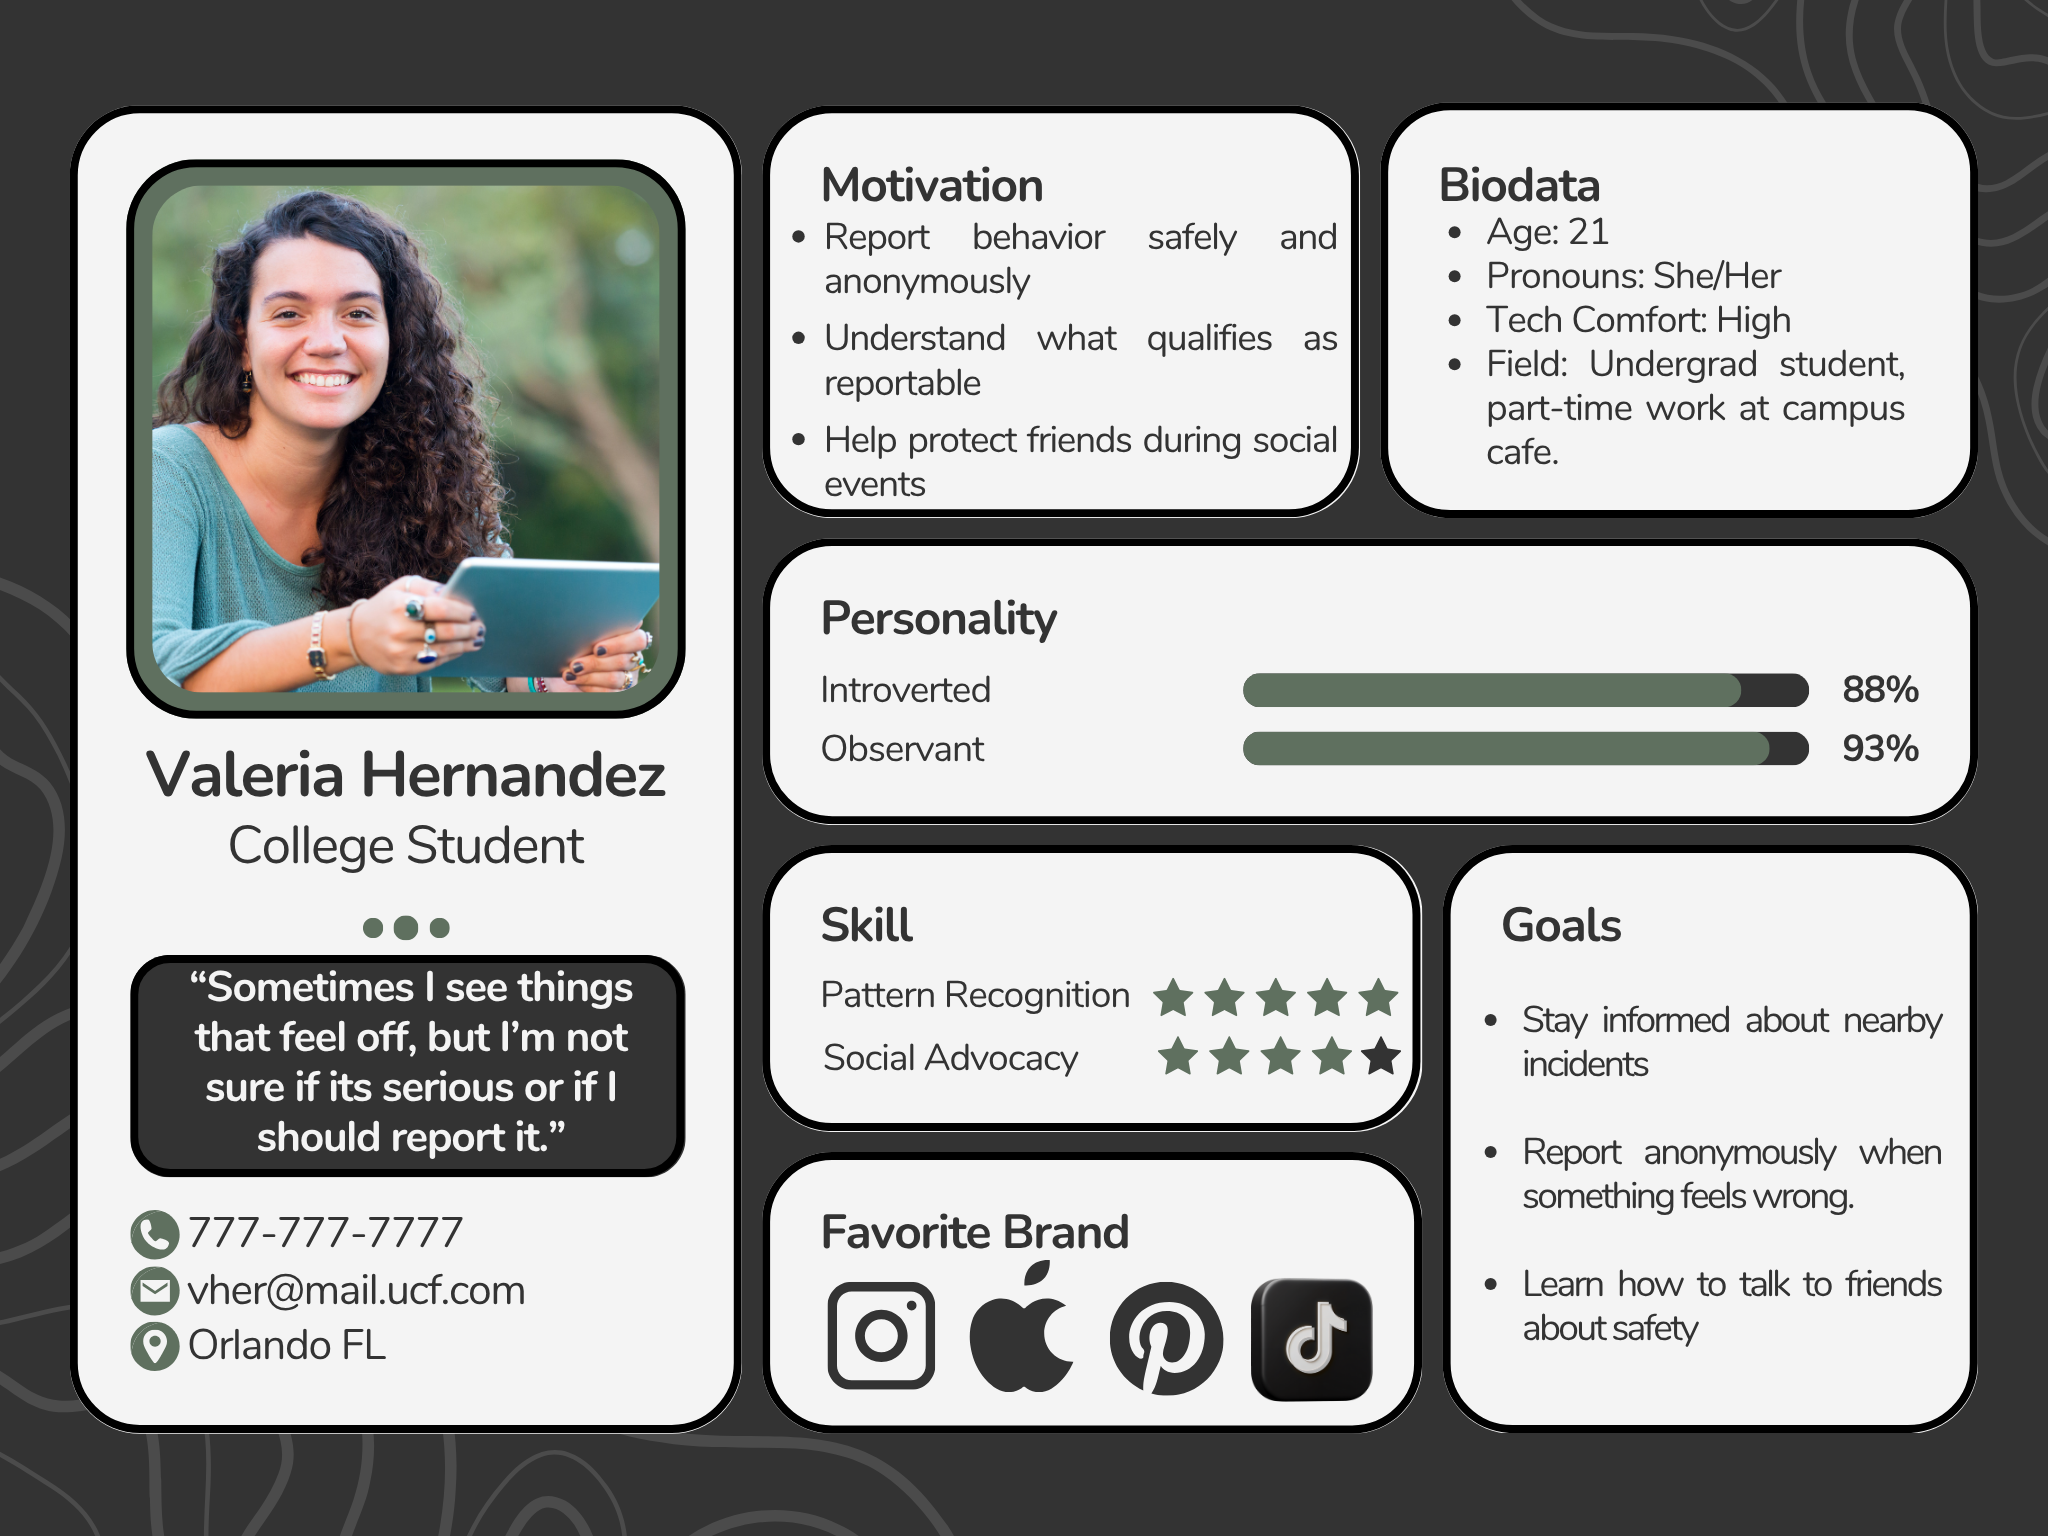 Valeria Hernandez
College Student
“Sometimes I see things
that feel off, but I’m not
sure if its serious or if I
should report it.”
777-777-7777
vher@mail.ucf.com
Orlando FL
Motivation
• Report behavior safely and
anonymously
• Understand what qualifies as
reportable
• Help protect friends during social
events
Biodata
• Age: 21
• Pronouns: She/Her
• Tech Comfort: High
• Field: Undergrad student,
part-time work at campus
cafe.
Personality
Introverted 88%
Observant 93%
Skill
Pattern Recognition
Social Advocacy
Favorite Brand
Goals
• Stay informed about nearby
incidents
• Report anonymously when
something feels wrong.
• Learn how to talk to friends
about safety